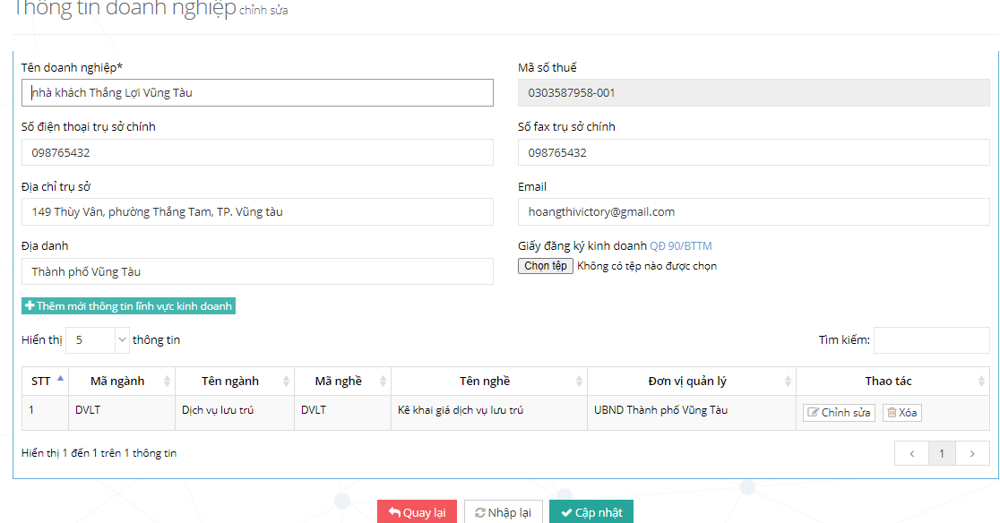 Thông tin doanh nghiệp chỉnh sửa
Tên doanh nghiệp* Mã số thuế
nhà khách Thắng Lợi Vũng Tàu 0303587958-001
Số điện thoại trụ sở chính Số fax trụ sở chính
098765432 098765432
Địa chỉ trụ sở Email
149 Thùy Vân, phường Thắng Tam, TP. Vũng tàu hoangthivictory@gmail.com
Địa danh Giấy đăng ký kinh doanh QĐ 90/BTTM
Thành phố Vũng Tàu Chọn tệp Không có tệp nào được chọn
Thêm mới thông tin lĩnh vực kinh doanh
Hiển thị 5 thông tin Tìm kiếm:
STT Mã ngành Tên ngành Mã nghề Tên nghề Đơn vị quản lý Thao tác
1 DVLT Dịch vụ lưu trú DVLT Kê khai giá dịch vụ lưu trú UBND Thành phố Vũng Tàu Chỉnh sửa Xóa
Hiển thị 1 đến 1 trên 1 thông tin 1
Quay lại Nhập lại Cập nhật